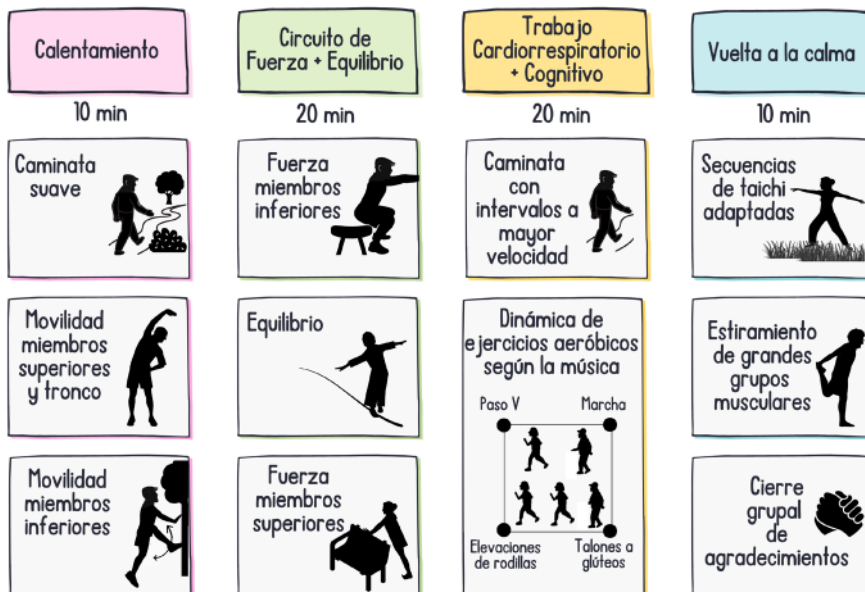 Calentamiento
10 min
Caminata
suave
Movilidad
miembros
superiores
y tronco
Movilidad
miembros
inferiores
Circuito de
Fuerza + Equilibrio
20 min
Fuerza
miembros
inferiores
Equilibrio
Fuerza
miembros
superiores
Trabajo
Cardiorrespiratorio
+ Cognitivo
20 min
Caminata
con
intervalos a
mayor
velocidad
Dinámica de
ejercicios aeróbicos
según la música
Paso V
Marcha
Elevaciones
de rodillas
Talones a
glúteos
Vuelta a la calma
10 min
Secuencias
de taichi
adaptadas
Estiramiento
de grandes
grupos
musculares
Cierre
grupal
de
agradecimientos